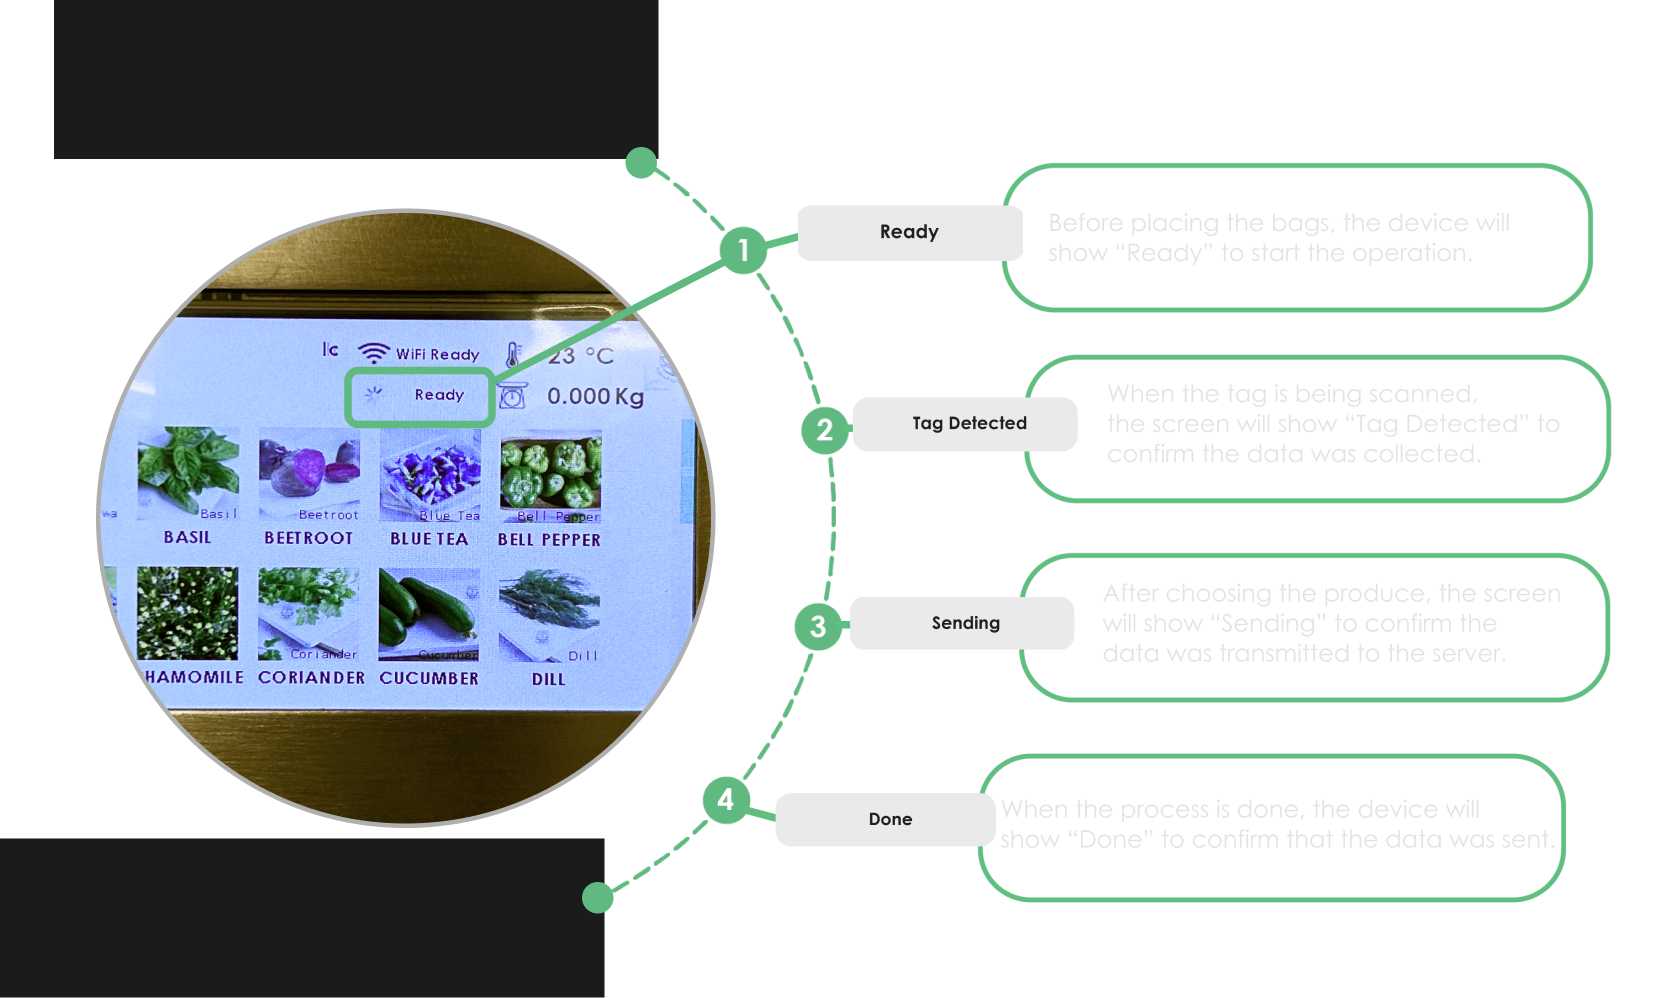 1
Ready
Before placing the bags, the device will
show “Ready” to start the operation.
Ic
WiFi Ready
23 °C
Ready
0.000 Kg
2
Tag Detected
When the tag is being scanned,
the screen will show “Tag Detected” to
confirm the data was collected.
Basil
Beetroot
Blue Tea
Bell Pepper
BASIL
BEETROOT
BLUE TEA
BELL PEPPER
3
Sending
After choosing the produce, the screen
will show “Sending” to confirm the
data was transmitted to the server.
Coriander
Cucumber
Dill
HAMOMILE
CORIANDER
CUCUMBER
DILL
4
Done
When the process is done, the device will
show “Done” to confirm that the data was sent.